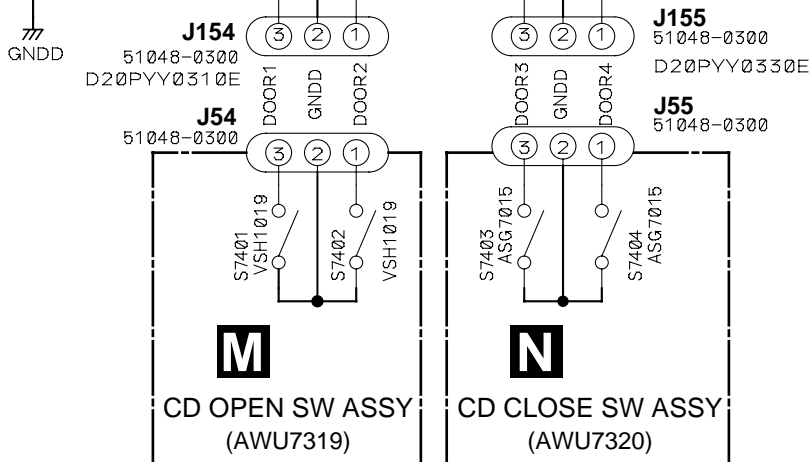 GNDD
J154
51048-0300
D20PYY0310E
3 2 1
DOOR1
GNDD
DOOR2
J54
51048-0300
3 2 1
S7401
VSH1019
S7402
VSH1019
M
CD OPEN SW ASSY
(AWU7319)
3 2 1
J155
51048-0300
D20PYY0330E
DOOR3
GNDD
DOOR4
J55
51048-0300
3 2 1
S7403
ASG7015
S7404
ASG7015
N
CD CLOSE SW ASSY
(AWU7320)